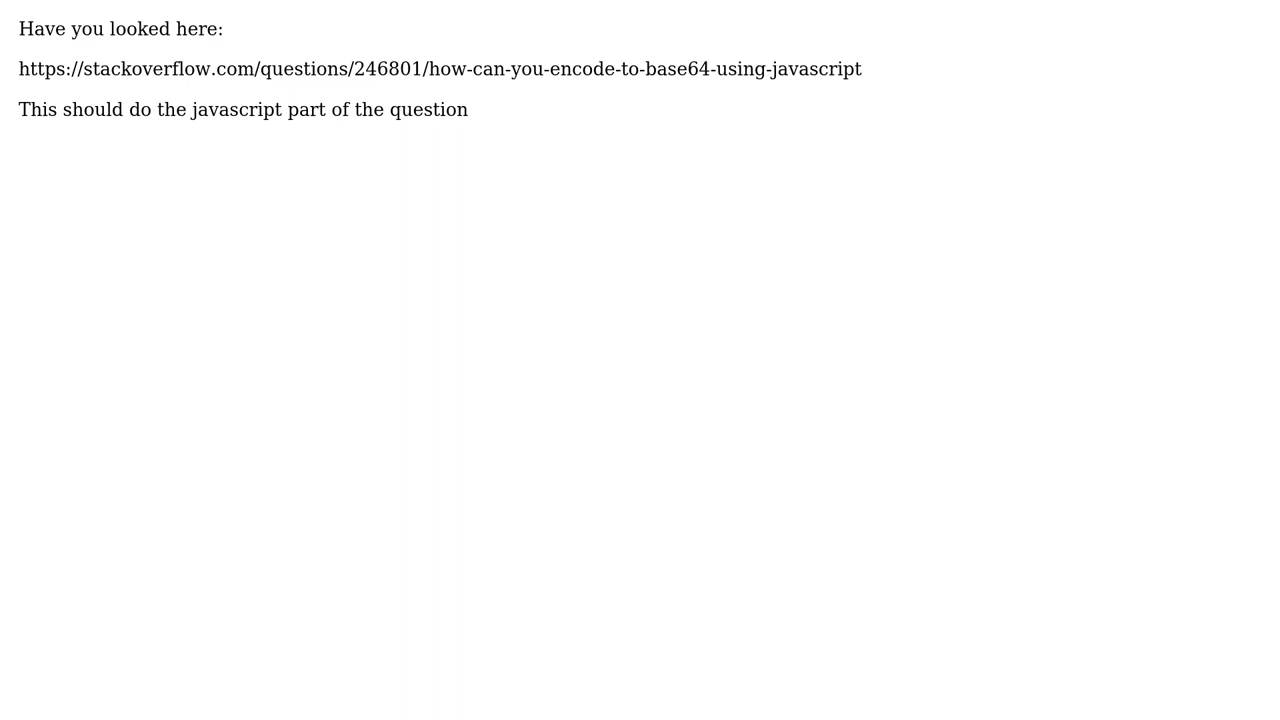 Have you looked here:
https://stackoverflow.com/questions/246801/how-can-you-encode-to-base64-using-javascript
This should do the javascript part of the question